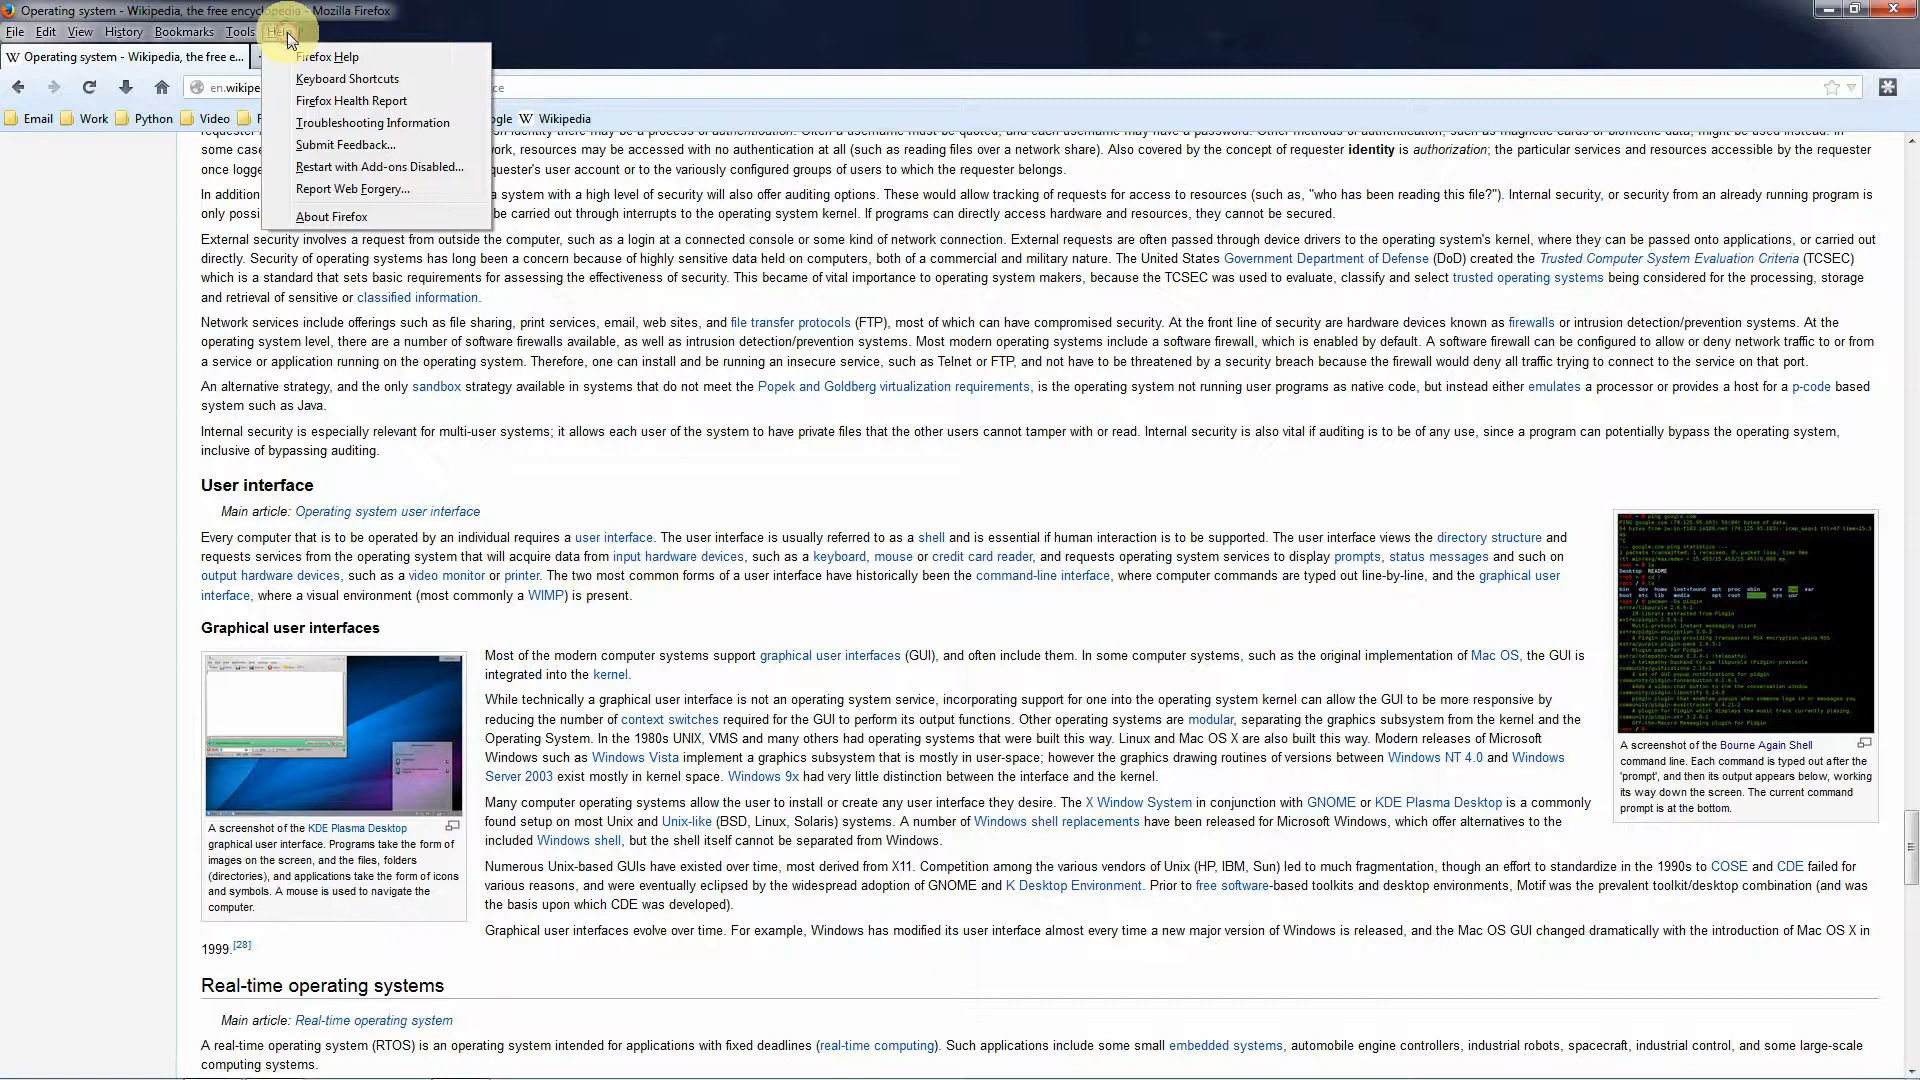 Operating system - Wikipedia, the free encyclopedia - Mozilla Firefox
File Edit View History Bookmarks Tools Help
Operating system - Wikipedia, the free e...
Firefox Help
Keyboard Shortcuts
Firefox Health Report
Troubleshooting Information
Submit Feedback...
Restart with Add-ons Disabled...
Report Web Forgery...
About Firefox
en.wikipe
Email Work Python Video Wikipedia
some case work, resources may be accessed with no authentication at all (such as reading files over a network share). Also covered by the concept of requester identity is authorization; the particular services and resources accessible by the requester
once logge quester's user account or to the variously configured groups of users to which the requester belongs.
In addition a system with a high level of security will also offer auditing options. These would allow tracking of requests for access to resources (such as, "who has been reading this file?"). Internal security, or security from an already running program is
only possi be carried out through interrupts to the operating system kernel. If programs can directly access hardware and resources, they cannot be secured.
External security involves a request from outside the computer, such as a login at a connected console or some kind of network connection. External requests are often passed through device drivers to the operating system's kernel, where they can be passed onto applications, or carried out
directly. Security of operating systems has long been a concern because of highly sensitive data held on computers, both of a commercial and military nature. The United States Government Department of Defense (DoD) created the Trusted Computer System Evaluation Criteria (TCSEC)
which is a standard that sets basic requirements for assessing the effectiveness of security. This became of vital importance to operating system makers, because the TCSEC was used to evaluate, classify and select trusted operating systems being considered for the processing, storage
and retrieval of sensitive or classified information.
Network services include offerings such as file sharing, print services, email, web sites, and file transfer protocols (FTP), most of which can have compromised security. At the front line of security are hardware devices known as firewalls or intrusion detection/prevention systems. At the
operating system level, there are a number of software firewalls available, as well as intrusion detection/prevention systems. Most modern operating systems include a software firewall, which is enabled by default. A software firewall can be configured to allow or deny network traffic to or from
a service or application running on the operating system. Therefore, one can install and be running an insecure service, such as Telnet or FTP, and not have to be threatened by a security breach because the firewall would deny all traffic trying to connect to the service on that port.
An alternative strategy, and the only sandbox strategy available in systems that do not meet the Popek and Goldberg virtualization requirements, is the operating system not running user programs as native code, but instead either emulates a processor or provides a host for a p-code based
system such as Java.
Internal security is especially relevant for multi-user systems; it allows each user of the system to have private files that the other users cannot tamper with or read. Internal security is also vital if auditing is to be of any use, since a program can potentially bypass the operating system,
inclusive of bypassing auditing.
User interface
Main article: Operating system user interface
Every computer that is to be operated by an individual requires a user interface. The user interface is usually referred to as a shell and is essential if human interaction is to be supported. The user interface views the directory structure and
requests services from the operating system that will acquire data from input hardware devices, such as a keyboard, mouse or credit card reader, and requests operating system services to display prompts, status messages and such on
output hardware devices, such as a video monitor or printer. The two most common forms of a user interface have historically been the command-line interface, where computer commands are typed out line-by-line, and the graphical user
interface, where a visual environment (most commonly a WIMP) is present.
A screenshot of the Bourne Again Shell
command line. Each command is typed out after the
'prompt', and then its output appears below, working
its way down the screen. The current command
prompt is at the bottom.
Graphical user interfaces
A screenshot of the KDE Plasma Desktop
graphical user interface. Programs take the form of
images on the screen, and the files, folders
(directories), and applications take the form of icons
and symbols. A mouse is used to navigate the
computer.
Most of the modern computer systems support graphical user interfaces (GUI), and often include them. In some computer systems, such as the original implementation of Mac OS, the GUI is
integrated into the kernel.
While technically a graphical user interface is not an operating system service, incorporating support for one into the operating system kernel can allow the GUI to be more responsive by
reducing the number of context switches required for the GUI to perform its output functions. Other operating systems are modular, separating the graphics subsystem from the kernel and the
Operating System. In the 1980s UNIX, VMS and many others had operating systems that were built this way. Linux and Mac OS X are also built this way. Modern releases of Microsoft
Windows such as Windows Vista implement a graphics subsystem that is mostly in user-space; however the graphics drawing routines of versions between Windows NT 4.0 and Windows
Server 2003 exist mostly in kernel space. Windows 9x had very little distinction between the interface and the kernel.
Many computer operating systems allow the user to install or create any user interface they desire. The X Window System in conjunction with GNOME or KDE Plasma Desktop is a commonly
found setup on most Unix and Unix-like (BSD, Linux, Solaris) systems. A number of Windows shell replacements have been released for Microsoft Windows, which offer alternatives to the
included Windows shell, but the shell itself cannot be separated from Windows.
Numerous Unix-based GUIs have existed over time, most derived from X11. Competition among the various vendors of Unix (HP, IBM, Sun) led to much fragmentation, though an effort to standardize in the 1990s to COSE and CDE failed for
various reasons, and were eventually eclipsed by the widespread adoption of GNOME and K Desktop Environment. Prior to free software-based toolkits and desktop environments, Motif was the prevalent toolkit/desktop combination (and was
the basis upon which CDE was developed).
Graphical user interfaces evolve over time. For example, Windows has modified its user interface almost every time a new major version of Windows is released, and the Mac OS GUI changed dramatically with the introduction of Mac OS X in
1999.[28]
Real-time operating systems
Main article: Real-time operating system
A real-time operating system (RTOS) is an operating system intended for applications with fixed deadlines (real-time computing). Such applications include some small embedded systems, automobile engine controllers, industrial robots, spacecraft, industrial control, and some large-scale
computing systems.